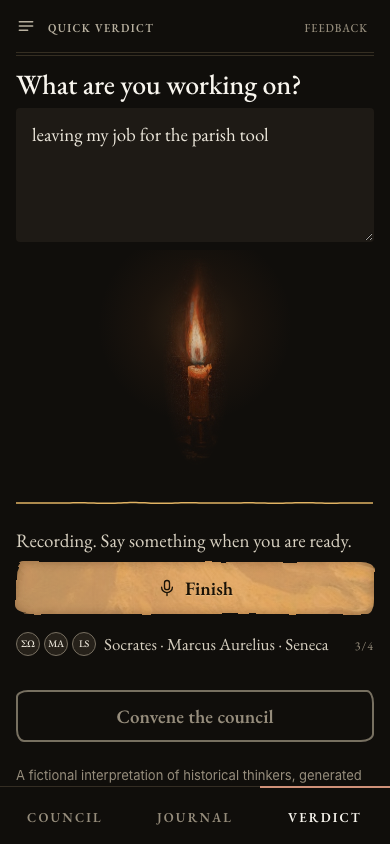 QUICK VERDICT
FEEDBACK
What are you working on?
leaving my job for the parish tool
Recording. Say something when you are ready.
Finish
ΣΩ MA LS Socrates · Marcus Aurelius · Seneca 3/4
Convene the council
A fictional interpretation of historical thinkers, generated
COUNCIL JOURNAL VERDICT